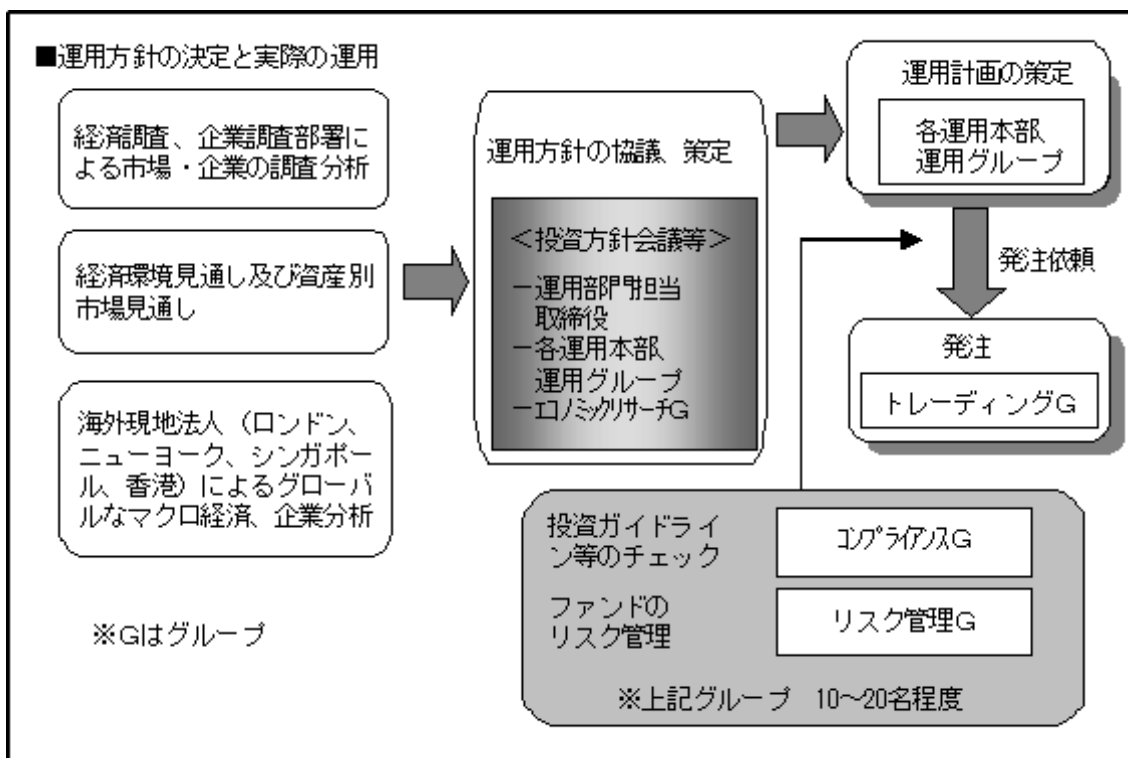 ■運用方針の決定と実際の運用
経済調査、企業調査部署に
よる市場・企業の調査分析
経済環境見通し及び資産別
市場見通し
海外現地法人（ロンドン、
ニューヨーク、シンガポー
ル、香港）によるグローバ
ルなマクロ経済、企業分析
※Gはグループ
運用方針の協議、策定
＜投資方針会議等＞
－運用部門担当
取締役
－各運用本部
運用グループ
－ｴｺﾉﾐｯｸﾘｻｰﾁG
運用計画の策定
各運用本部、
運用グループ
発注依頼
発注
トレーディングG
投資ガイドライ
ン等のチェック
ｺﾝﾌﾟﾗｲｱﾝｽG
ファンドの
リスク管理
リスク管理G
※上記グループ　10～20名程度